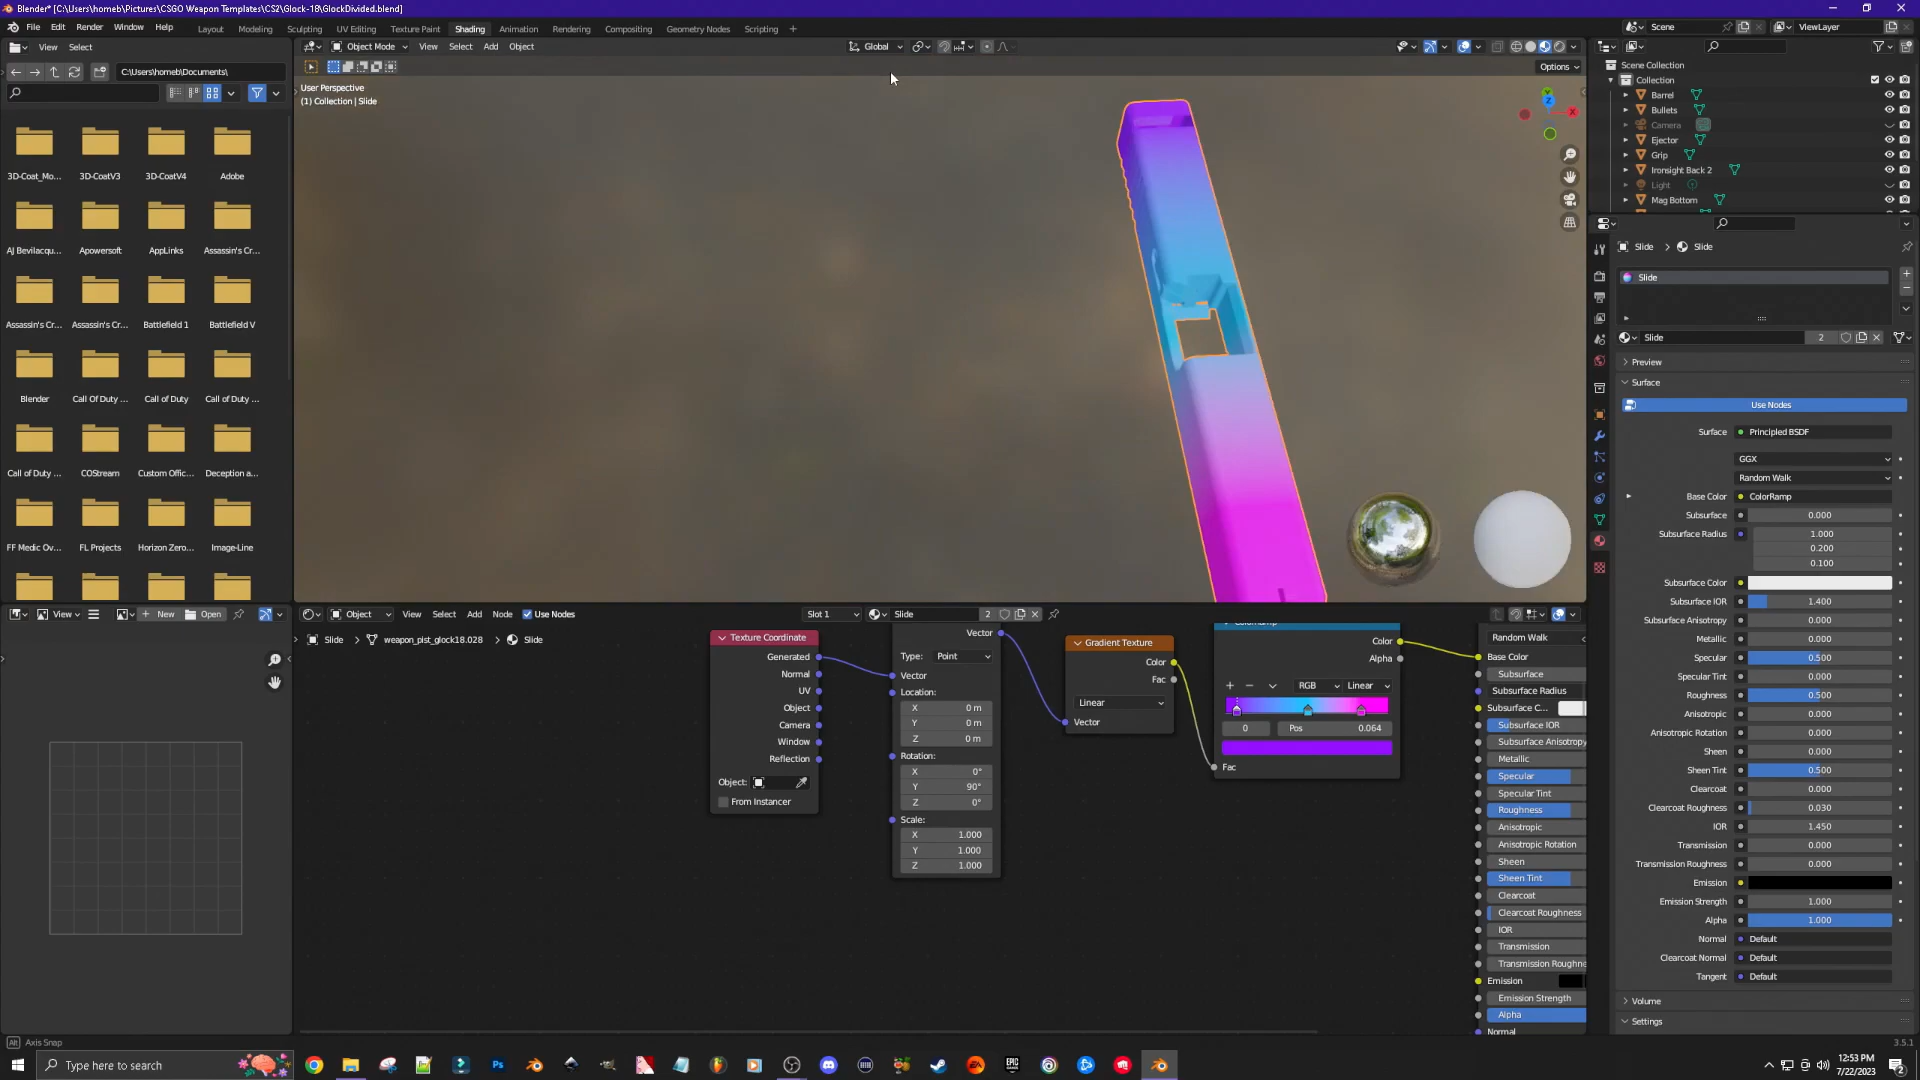 Blender* [C:\Users\homeb\Pictures\CSGO Weapon Templates\CS2\Glock-18\GlockDivided.blend]
File Edit Render Window Help Layout Modeling Sculpting UV Editing Texture Paint Shading Animation Rendering Compositing Geometry Nodes Scripting + Scene ViewLayer
View Select Object Mode View Select Add Object Global
C:\Users\homeb\Documents\ Options
User Perspective
(1) Collection | Slide
Scene Collection
Collection
Barrel
Bullets
Camera
Ejector
Grip
Ironsight Back 2
Light
Mag Bottom
3D-Coat_Mo... 3D-CoatV3 3D-CoatV4 Adobe
AJ Bevilacqu... Apowersoft AppLinks Assassin's Cr...
Assassin's Cr... Assassin's Cr... Battlefield 1 Battlefield V
Blender Call Of Duty ... Call of Duty Call of Duty ...
Call of Duty ... COStream Custom Offic... Deception a...
FF Medic Ov... FL Projects Horizon Zero... Image-Line
Slide > Slide
Slide
Slide 2
Preview
Surface
Use Nodes
Surface Principled BSDF
GGX
Random Walk
Base Color ColorRamp
Subsurface 0.000
Subsurface Radius 1.000
0.200
0.100
Subsurface Color
Subsurface IOR 1.400
Subsurface Anisotropy 0.000
Metallic 0.000
Specular 0.500
Specular Tint 0.000
Roughness 0.500
Anisotropic 0.000
Anisotropic Rotation 0.000
Sheen 0.000
Sheen Tint 0.500
Clearcoat 0.000
Clearcoat Roughness 0.030
IOR 1.450
Transmission 0.000
Transmission Roughness 0.000
Emission
Emission Strength 1.000
Alpha 1.000
Normal Default
Clearcoat Normal Default
Tangent Default
Volume
Settings
View New Open Object View Select Add Node Use Nodes Slot 1 Slide 2
Slide > weapon_pist_glock18.028 > Slide
Texture Coordinate
Generated
Normal
UV
Object
Camera
Window
Reflection
Object:
From Instancer
Vector
Type: Point
Vector
Location:
X 0 m
Y 0 m
Z 0 m
Rotation:
X 0°
Y 90°
Z 0°
Scale:
X 1.000
Y 1.000
Z 1.000
Gradient Texture
Color
Fac
Linear
Vector
Color
Alpha
RGB Linear
0 Pos 0.064
Fac
Random Walk
Base Color
Subsurface
Subsurface Radius
Subsurface C...
Subsurface IOR
Subsurface Anisotropy
Metallic
Specular
Specular Tint
Roughness
Anisotropic
Anisotropic Rotation
Sheen
Sheen Tint
Clearcoat
Clearcoat Roughness
IOR
Transmission
Transmission Roughne
Emission
Emission Strength
Alpha
Normal
Alt Axis Snap 3.5.1
Type here to search
12:53 PM
7/22/2023